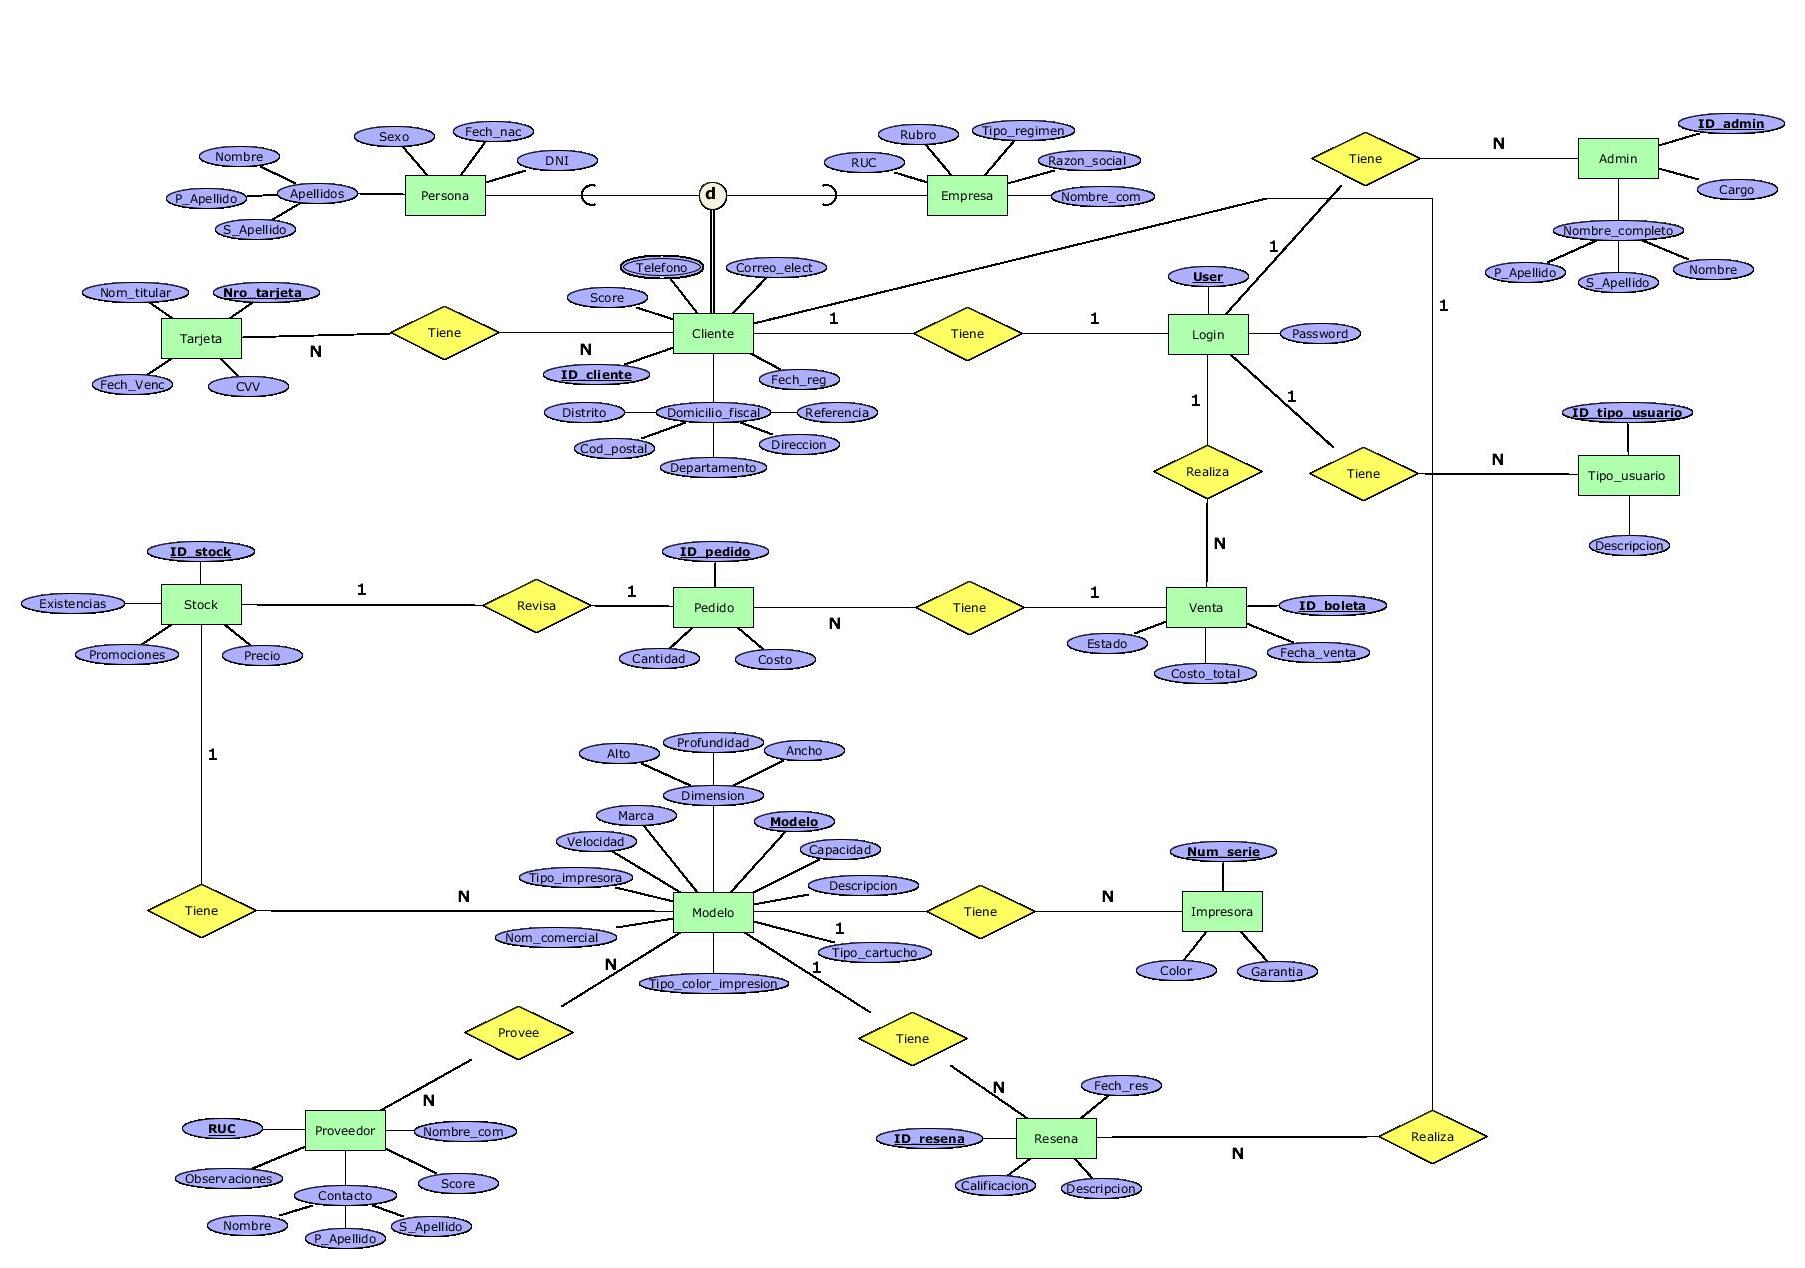 ID_admin
Sexo
Fech_nac
Rubro
Tipo_regimen
Nombre
DNI
RUC
Razon_social
Tiene
N
Admin
Cargo
P_Apellido
Apellidos
Persona
d
Empresa
Nombre_com
S_Apellido
Nombre_completo
1
P_Apellido
S_Apellido
Nombre
Telefono
Correo_elect
User
Nom_titular
Nro_tarjeta
Score
1
Tarjeta
N
Tiene
N
Cliente
1
Tiene
1
Login
Password
Fech_Venc
CVV
ID_cliente
Fech_reg
1
1
Distrito
Domicilio_fiscal
Referencia
ID_tipo_usuario
Cod_postal
Direccion
Departamento
Realiza
Tiene
N
Tipo_usuario
N
Descripcion
ID_stock
ID_pedido
Existencias
Stock
1
Revisa
1
Pedido
N
Tiene
1
Venta
ID_boleta
Promociones
Precio
Cantidad
Costo
Estado
Costo_total
Fecha_venta
1
Alto
Profundidad
Ancho
Dimension
Marca
Modelo
Velocidad
Capacidad
Num_serie
Tipo_impresora
Descripcion
Tiene
N
Modelo
1
Tiene
N
Impresora
Nom_comercial
Tipo_cartucho
Tipo_color_impresion
Color
Garantia
N
1
Provee
Tiene
N
N
Fech_res
RUC
Proveedor
Nombre_com
ID_resena
Resena
N
Realiza
Observaciones
Contacto
Score
Calificacion
Descripcion
Nombre
P_Apellido
S_Apellido